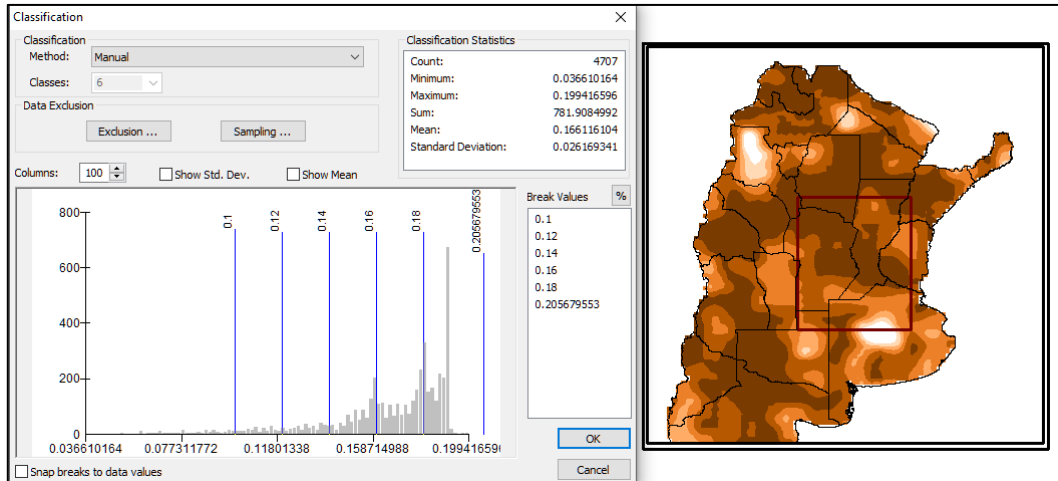 Classification
Classification
Method: Manual
Classes: 6
Data Exclusion
Exclusion ...
Sampling ...
Classification Statistics
Count: 4707
Minimum: 0.036610164
Maximum: 0.199416596
Sum: 781.9084992
Mean: 0.166116104
Standard Deviation: 0.026169341
Columns: 100
Show Std. Dev.
Show Mean
Break Values
%
0.1
0.12
0.14
0.16
0.18
0.205679553
800
600
400
200
0
0.1
0.12
0.14
0.16
0.18
0.205679553
0.036610164
0.077311772
0.11801338
0.158714988
0.199416596
OK
Snap breaks to data values
Cancel